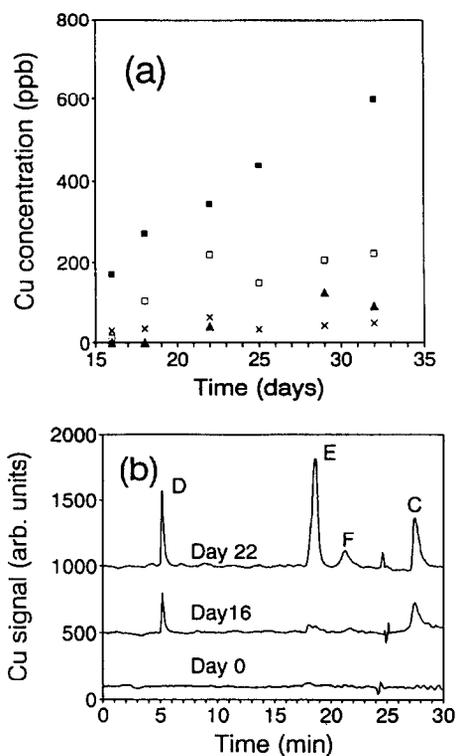 800
(a)
600
400
200
0
Cu concentration (ppb)
15 20 25 30 35
Time (days)
(b)
2000
1500
1000
500
0
Cu signal (arb. units)
D
E
F
C
Day 22
Day16
Day 0
0 5 10 15 20 25 30
Time (min)